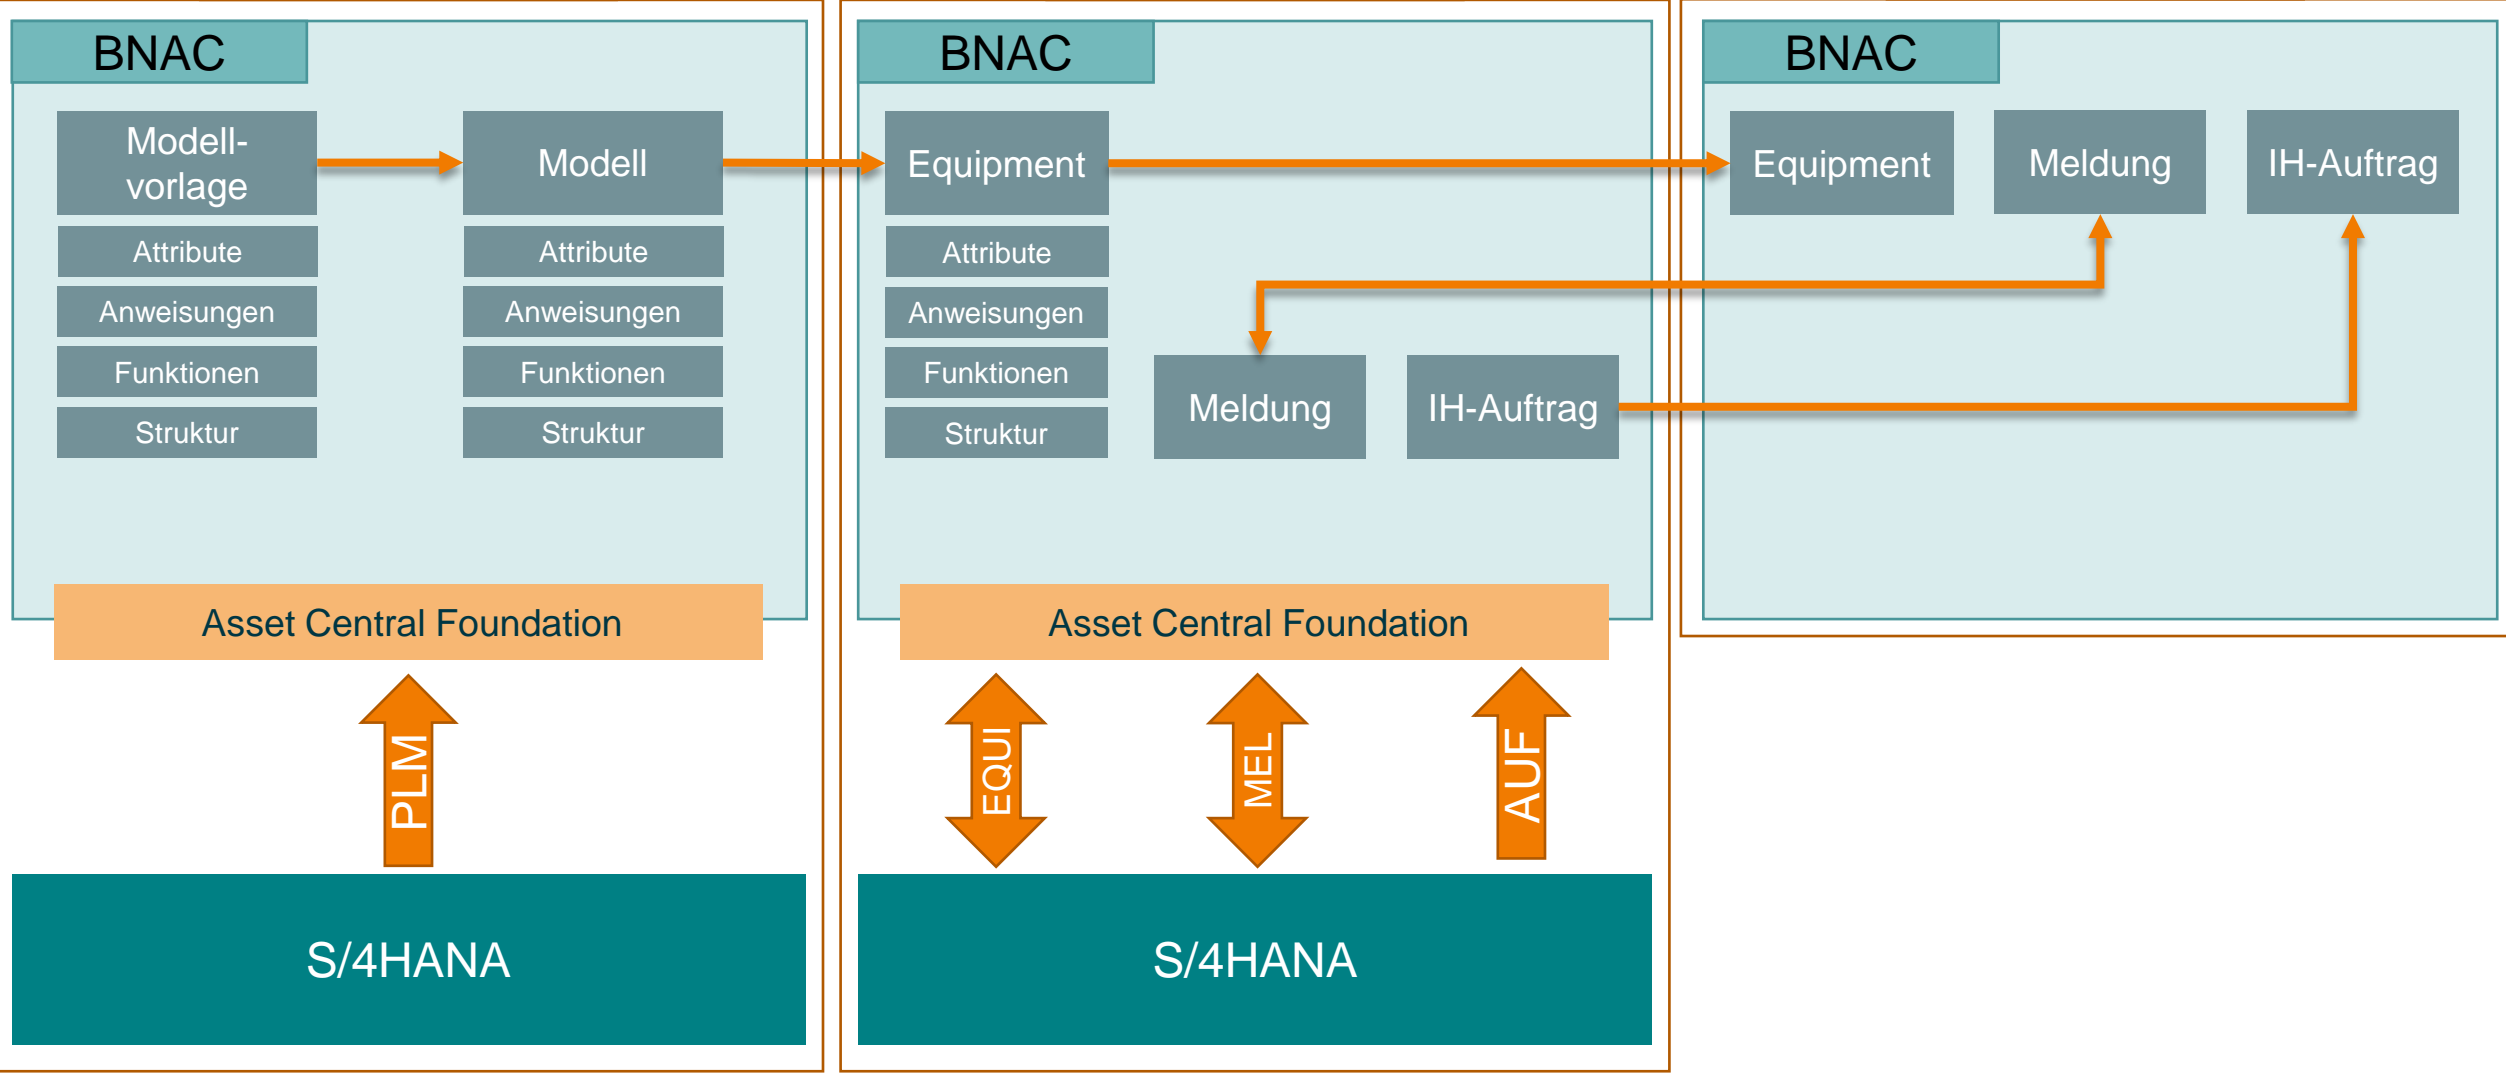 BNAC
Modell-
vorlage
Attribute
Anweisungen
Funktionen
Struktur
Modell
Attribute
Anweisungen
Funktionen
Struktur
Asset Central Foundation
PLM
S/4HANA
BNAC
Equipment
Attribute
Anweisungen
Funktionen
Struktur
Meldung
IH-Auftrag
Asset Central Foundation
EQUI
MEL
AUF
S/4HANA
BNAC
Equipment
Meldung
IH-Auftrag